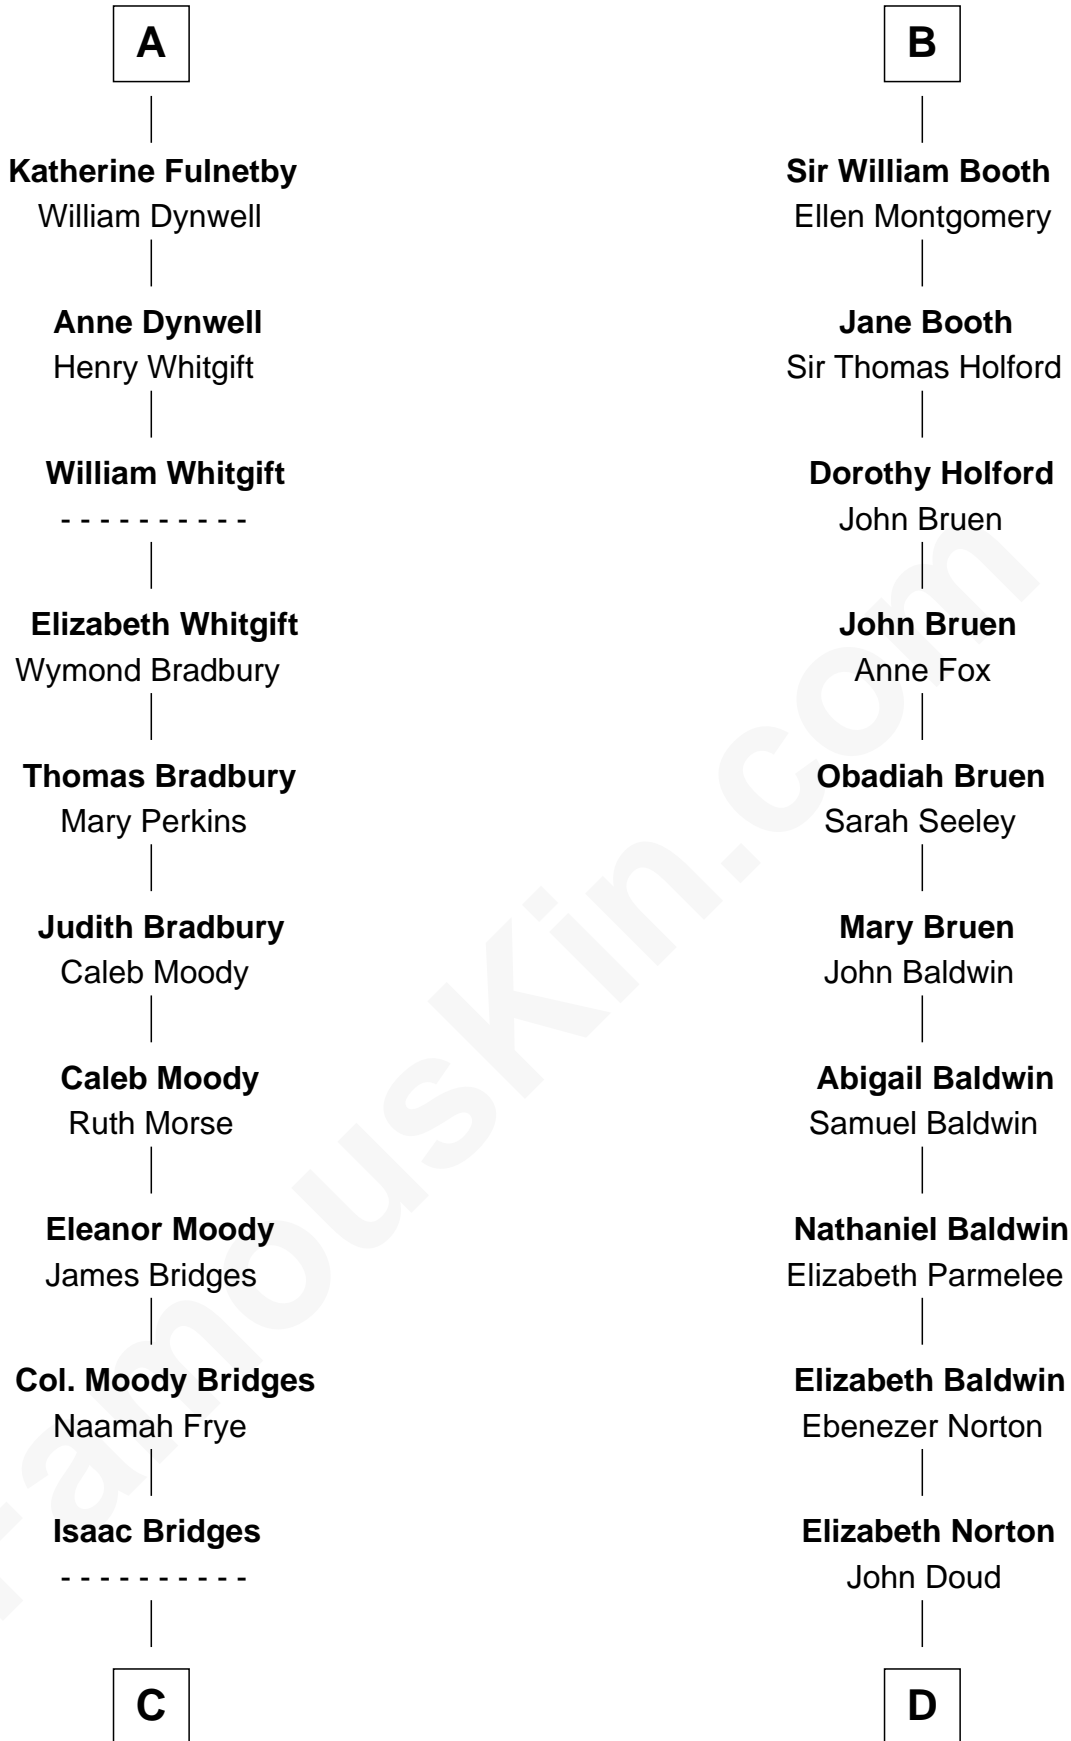 A
Katherine Fulnetby
William Dynwell
Anne Dynwell
Henry Whitgift
William Whitgift
- - - - - - - - - -
Elizabeth Whitgift
Wymond Bradbury
Thomas Bradbury
Mary Perkins
Judith Bradbury
Caleb Moody
Caleb Moody
Ruth Morse
Eleanor Moody
James Bridges
Col. Moody Bridges
Naamah Frye
Isaac Bridges
- - - - - - - - - -
C
B
Sir William Booth
Ellen Montgomery
Jane Booth
Sir Thomas Holford
Dorothy Holford
John Bruen
John Bruen
Anne Fox
Obadiah Bruen
Sarah Seeley
Mary Bruen
John Baldwin
Abigail Baldwin
Samuel Baldwin
Nathaniel Baldwin
Elizabeth Parmelee
Elizabeth Baldwin
Ebenezer Norton
Elizabeth Norton
John Doud
D
FamousKin.com